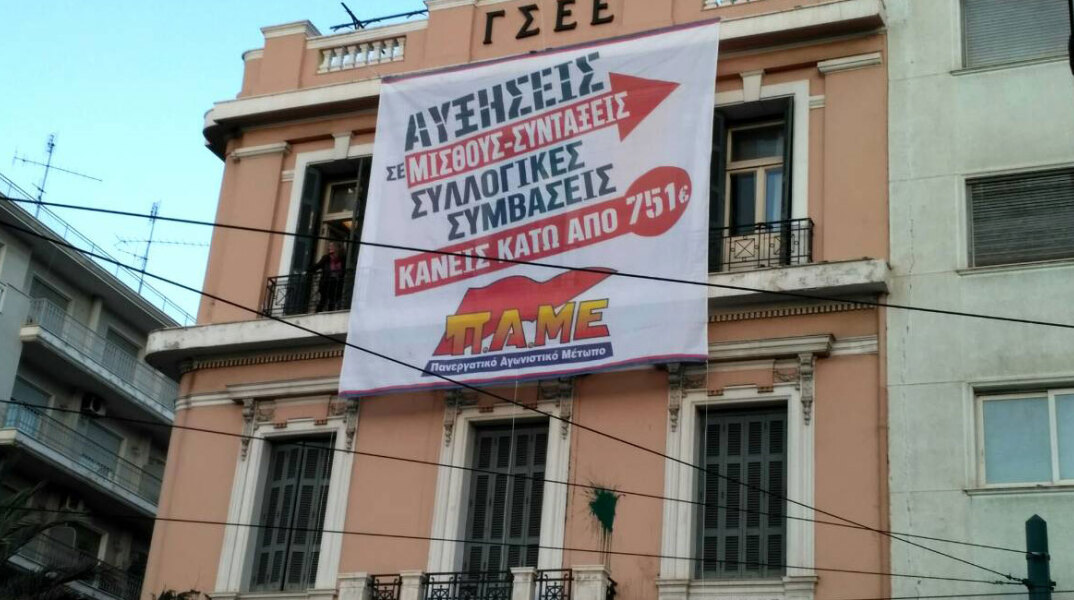 ΓΣΕΕ
ΑΥΞΗΣΕΙΣ
ΣΕ ΜΙΣΘΟΥΣ-ΣΥΝΤΑΞΕΙΣ
ΣΥΛΛΟΓΙΚΕΣ
ΣΥΜΒΑΣΕΙΣ
ΚΑΝΕΙΣ ΚΑΤΩ ΑΠΟ 751€
Π.Α.ΜΕ
Πανεργατικό Αγωνιστικό Μέτωπο